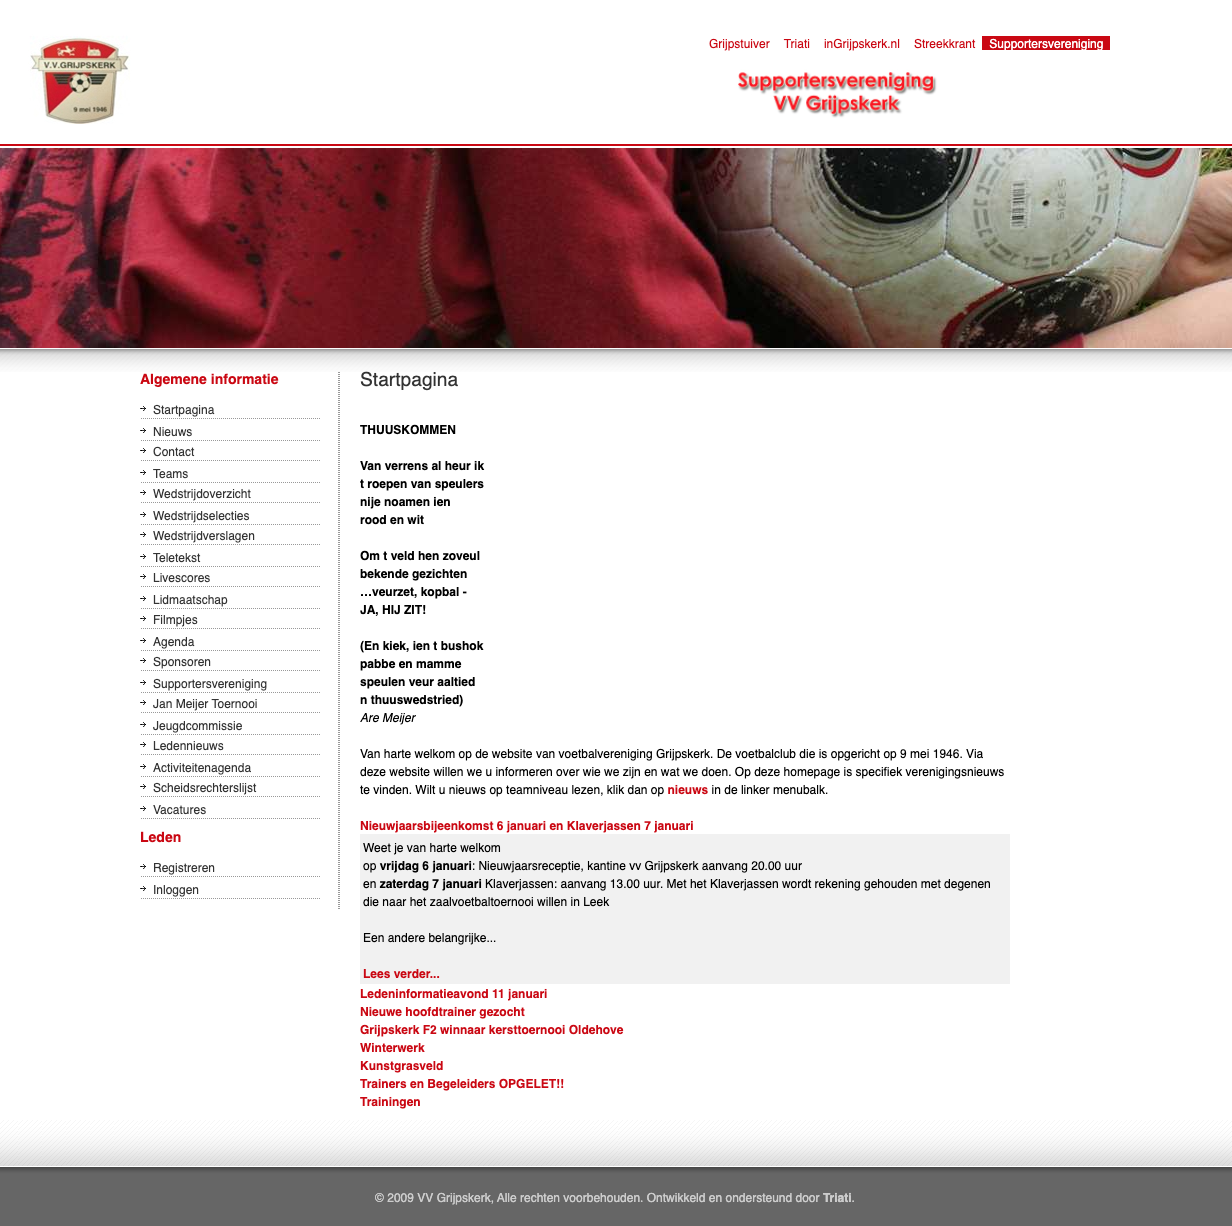 V.V.GRIJPSKERK
9 mei 1946
Grijpstuiver Triati inGrijpskerk.nl Streekkrant Supportersvereniging
Supportersvereniging
VV Grijpskerk
SIZE 5
Algemene informatie
Startpagina
Nieuws
Contact
Teams
Wedstrijdoverzicht
Wedstrijdselecties
Wedstrijdverslagen
Teletekst
Livescores
Lidmaatschap
Filmpjes
Agenda
Sponsoren
Supportersvereniging
Jan Meijer Toernooi
Jeugdcommissie
Ledennieuws
Activiteitenagenda
Scheidsrechterslijst
Vacatures
Leden
Registreren
Inloggen
Startpagina
THUUSKOMMEN
Van verrens al heur ik
t roepen van speulers
nije noamen ien
rood en wit
Om t veld hen zoveul
bekende gezichten
...veurzet, kopbal -
JA, HIJ ZIT!
(En kiek, ien t bushok
pabbe en mamme
speulen veur aaltied
n thuuswedstried)
Are Meijer
Van harte welkom op de website van voetbalvereniging Grijpskerk. De voetbalclub die is opgericht op 9 mei 1946. Via
deze website willen we u informeren over wie we zijn en wat we doen. Op deze homepage is specifiek verenigingsnieuws
te vinden. Wilt u nieuws op teamniveau lezen, klik dan op nieuws in de linker menubalk.
Nieuwjaarsbijeenkomst 6 januari en Klaverjassen 7 januari
Weet je van harte welkom
op vrijdag 6 januari: Nieuwjaarsreceptie, kantine vv Grijpskerk aanvang 20.00 uur
en zaterdag 7 januari Klaverjassen: aanvang 13.00 uur. Met het Klaverjassen wordt rekening gehouden met degenen
die naar het zaalvoetbaltoernooi willen in Leek
Een andere belangrijke...
Lees verder...
Ledeninformatieavond 11 januari
Nieuwe hoofdtrainer gezocht
Grijpskerk F2 winnaar kersttoernooi Oldehove
Winterwerk
Kunstgrasveld
Trainers en Begeleiders OPGELET!!
Trainingen
© 2009 VV Grijpskerk, Alle rechten voorbehouden. Ontwikkeld en ondersteund door Triati.